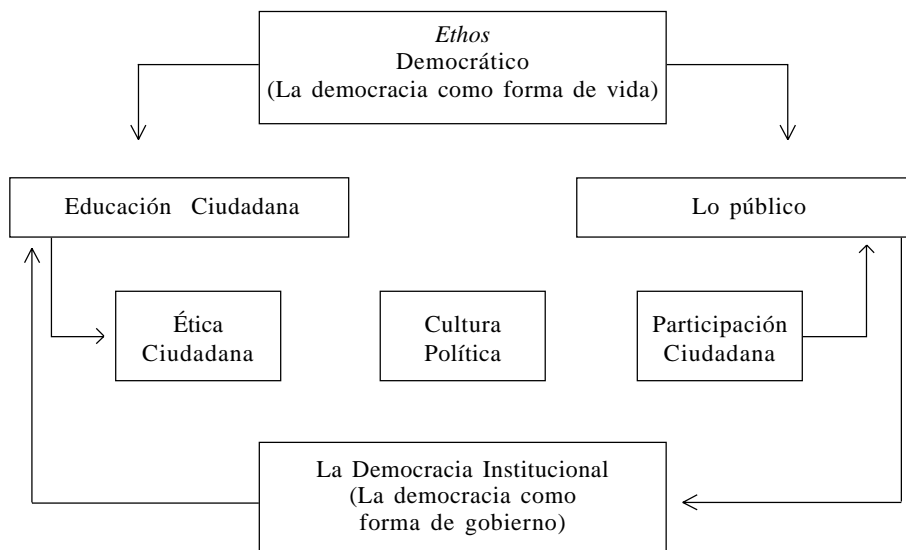 Ethos
Democrático
(La democracia como forma de vida)
Educación Ciudadana
Lo público
Ética
Ciudadana
Cultura
Política
Participación
Ciudadana
La Democracia Institucional
(La democracia como
forma de gobierno)